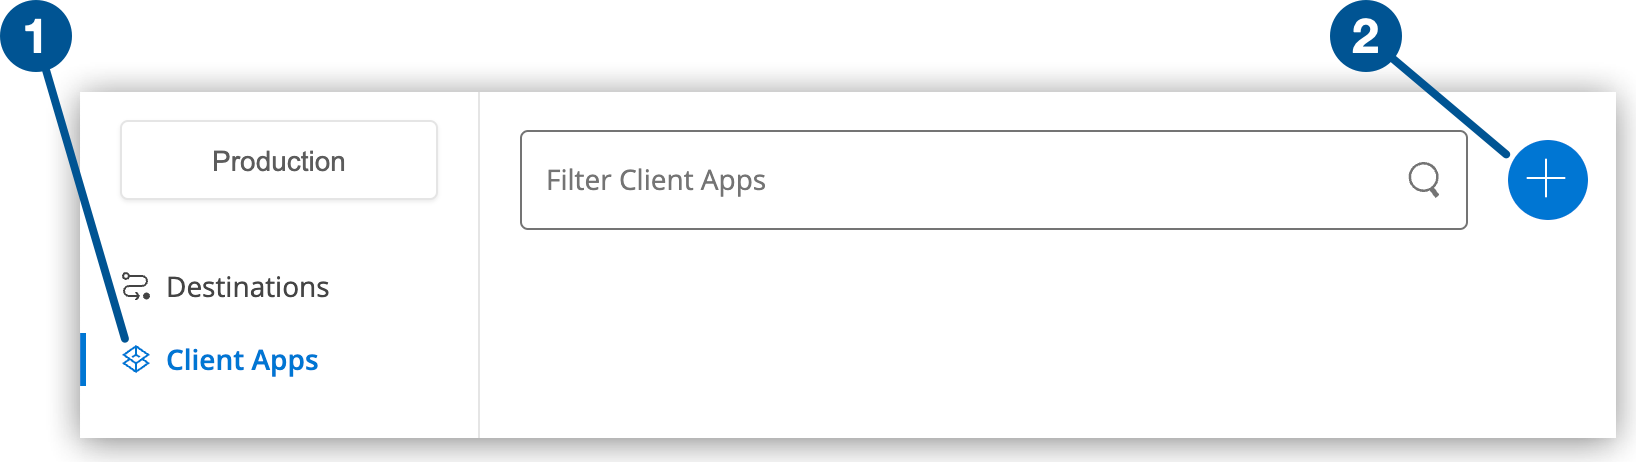 1
2
Production
Filter Client Apps
Destinations
Client Apps